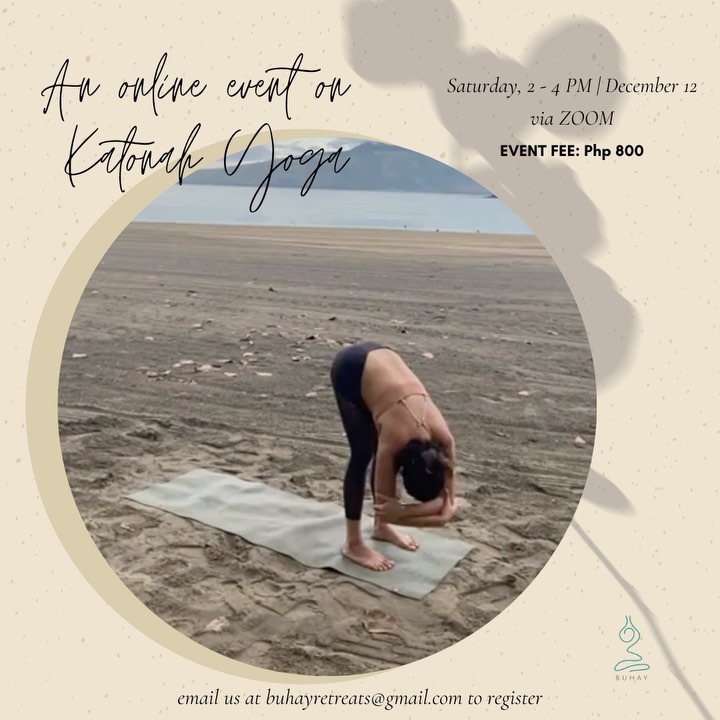 An online event on
Katonah Yoga
Saturday, 2 - 4 PM | December 12
via ZOOM
EVENT FEE: Php 800
BUHAY
email us at buhayretreats@gmail.com to register